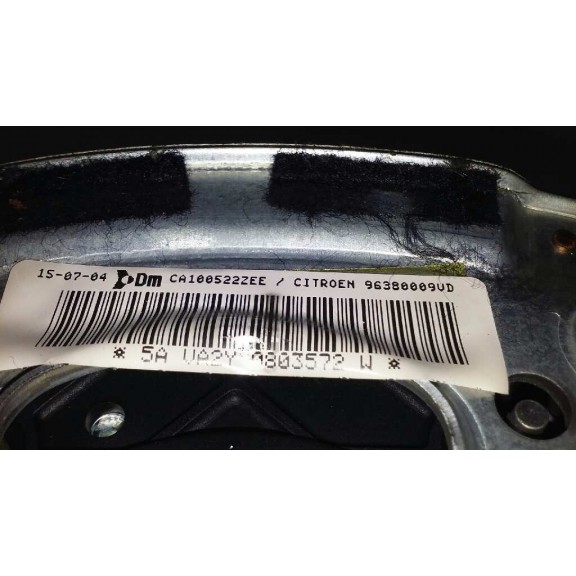 15-07-04 Dm CA100522ZEE / CITROEN 96380009VD
* 5A VA2Y 0803572 W *